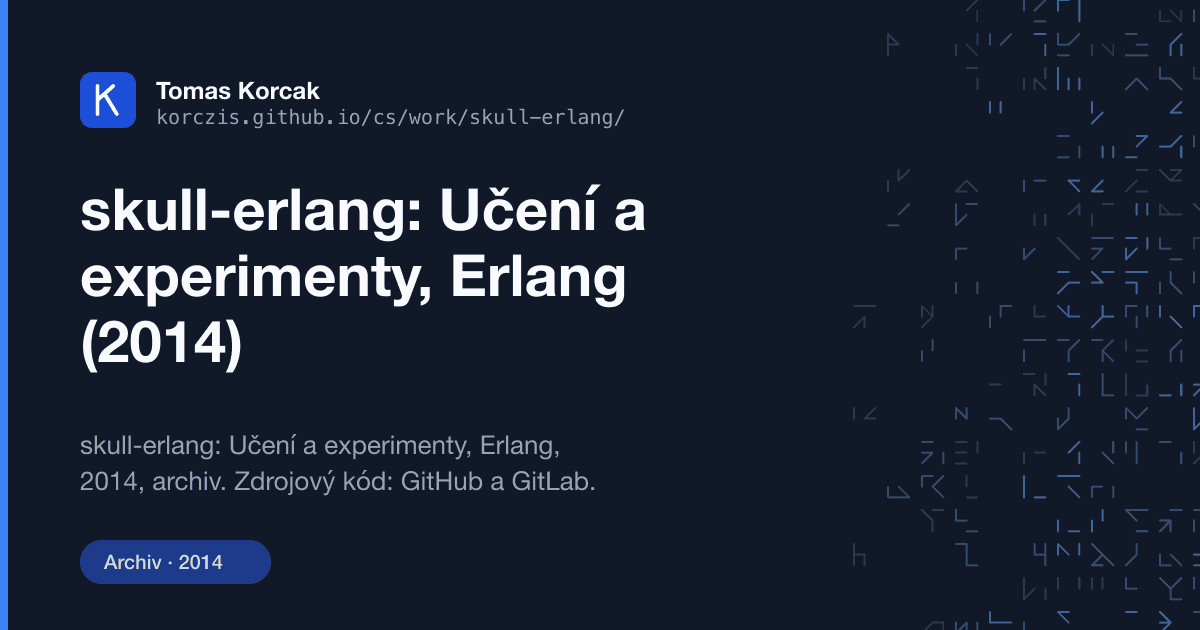 K
Tomas Korcak
korczis.github.io/cs/work/skull-erlang/
skull-erlang: Učení a
experimenty, Erlang
(2014)
skull-erlang: Učení a experimenty, Erlang,
2014, archiv. Zdrojový kód: GitHub a GitLab.
Archiv · 2014